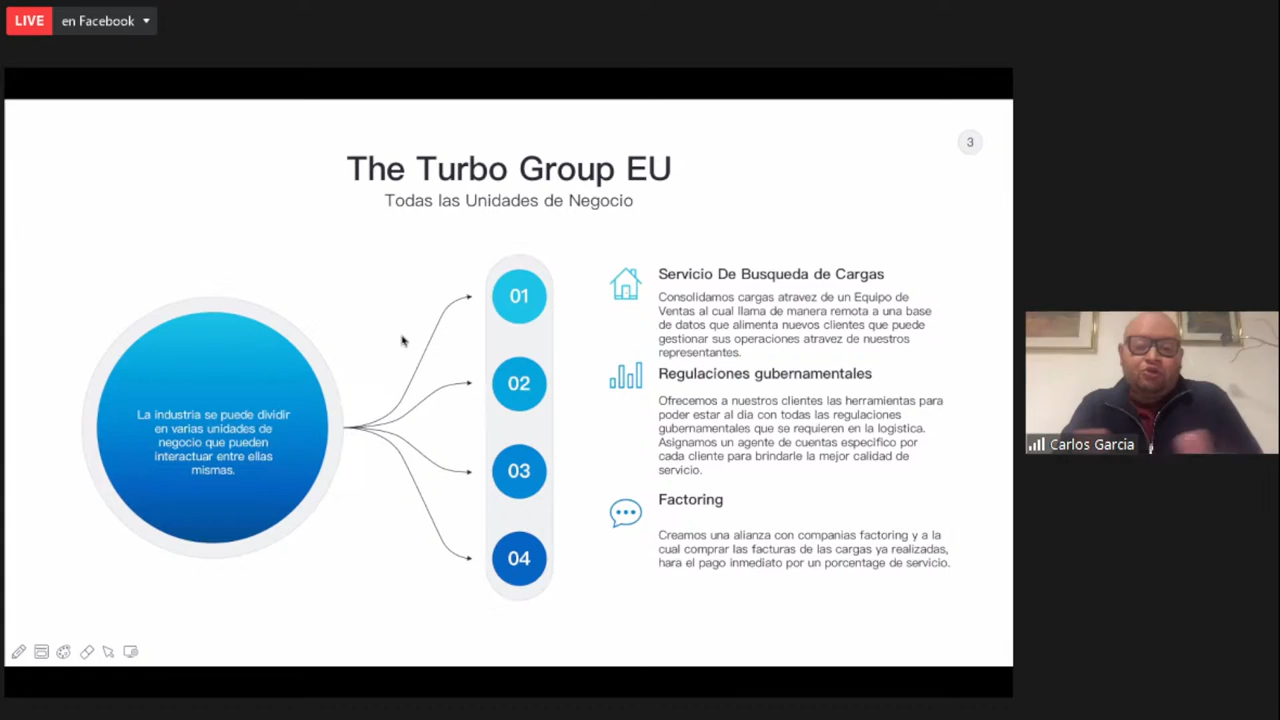 LIVE en Facebook
3
The Turbo Group EU
Todas las Unidades de Negocio
La industria se puede dividir
en varias unidades de
negocio que pueden
interactuar entre ellas
mismas.
01
02
03
04
Servicio De Busqueda de Cargas
Consolidamos cargas atravez de un Equipo de
Ventas al cual llama de manera remota a una base
de datos que alimenta nuevos clientes que puede
gestionar sus operaciones atravez de nuestros
representantes.
Regulaciones gubernamentales
Ofrecemos a nuestros clientes las herramientas para
poder estar al dia con todas las regulaciones
gubernamentales que se requieren en la logistica.
Asignamos un agente de cuentas especifico por
cada cliente para brindarle la mejor calidad de
servicio.
Factoring
Creamos una alianza con companias factoring y a la
cual comprar las facturas de las cargas ya realizadas,
hara el pago inmediato por un porcentage de servicio.
Carlos Garcia